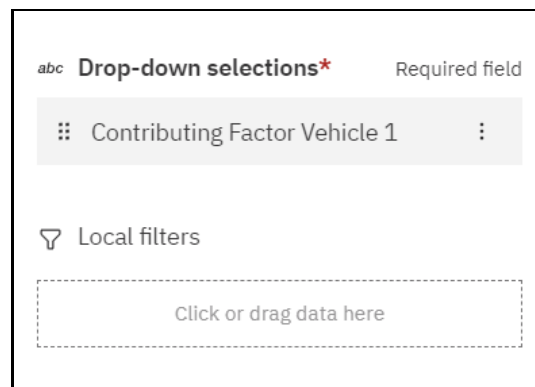 abc Drop-down selections* Required field
Contributing Factor Vehicle 1
Local filters
Click or drag data here